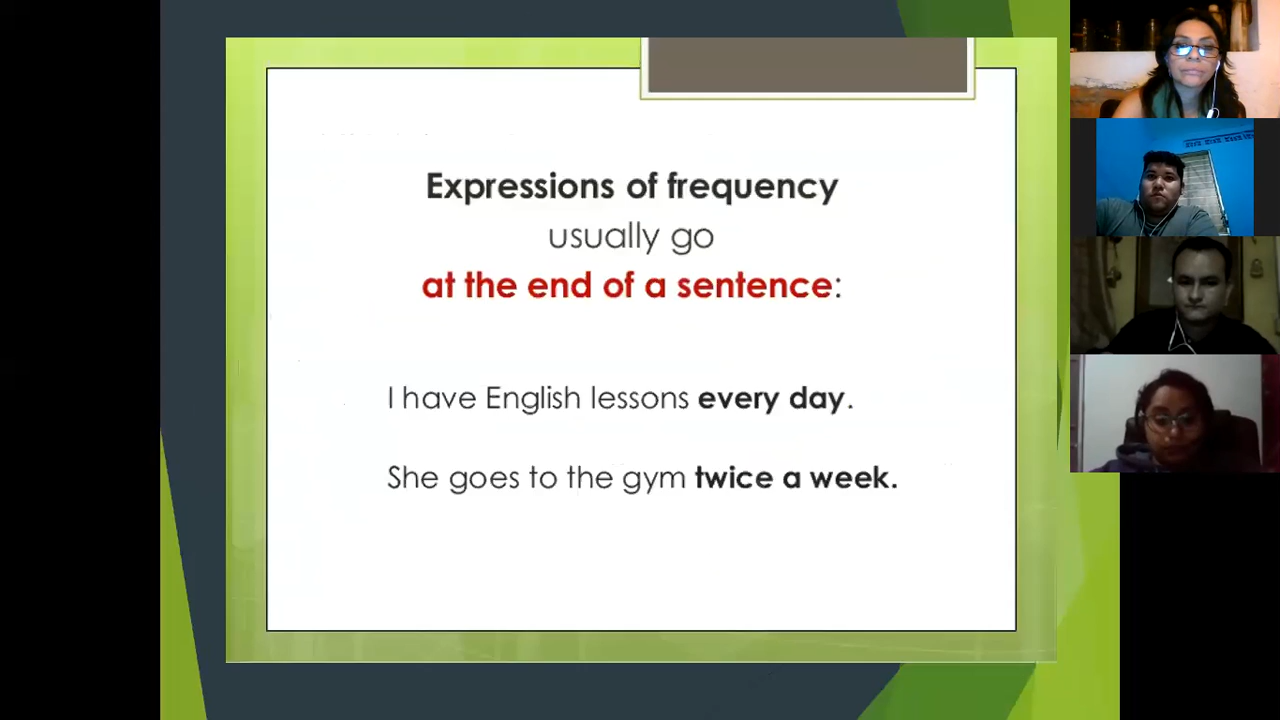 Expressions of frequency
usually go
at the end of a sentence:
I have English lessons every day.
She goes to the gym twice a week.